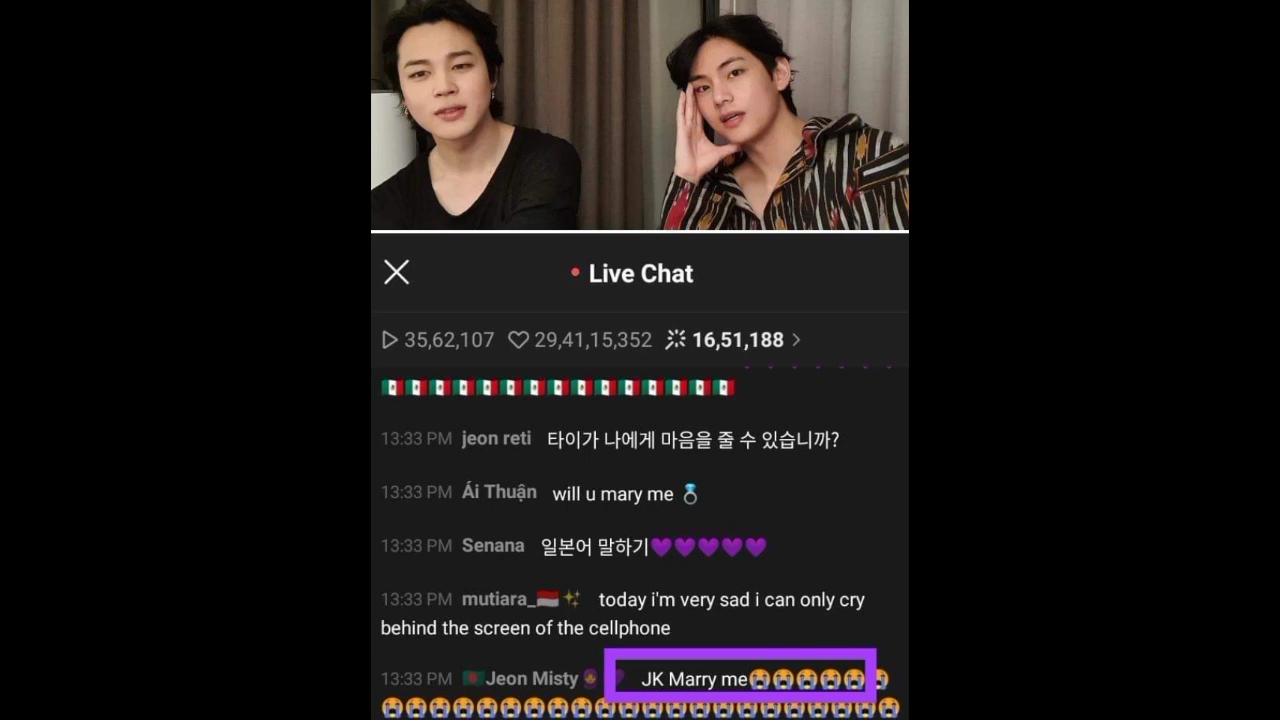 Live Chat
35,62,107 29,41,15,352 16,51,188
13:33 PM jeon reti 타이가 나에게 마음을 줄 수 있습니까?
13:33 PM Ái Thuận will u mary me 💍
13:33 PM Senana 일본어 말하기💜💜💜💜💜
13:33 PM mutiara_🇮🇩✨ today i'm very sad i can only cry
behind the screen of the cellphone
13:33 PM 🇧🇩Jeon Misty JK Marry me😭😭😭😭😭😭